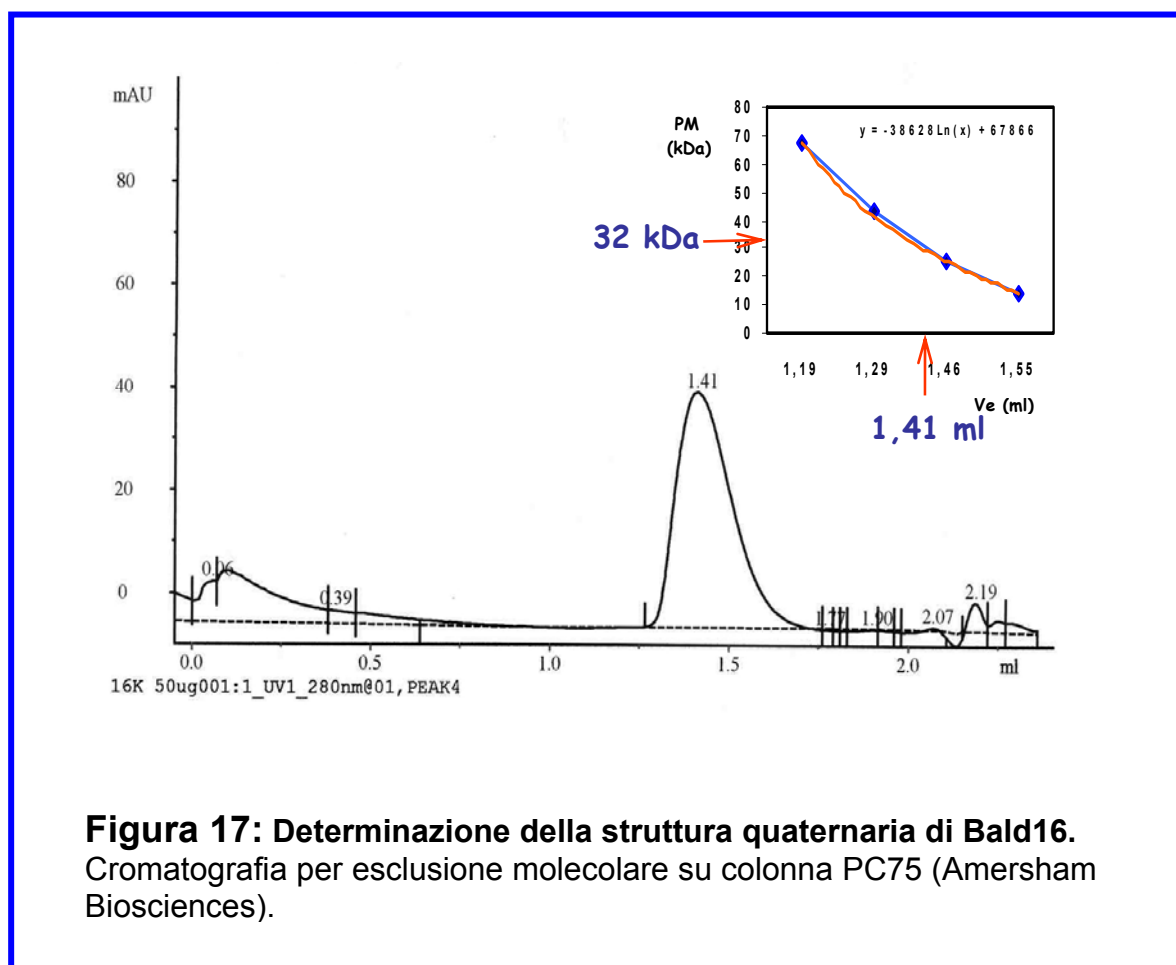 mAU
80
60
40
20
0
0.06
0.39
1.41
1.77
1.90
2.07
2.19
0.0 0.5 1.0 1.5 2.0 ml
16K 50ug001:1_UV1_280nm@01,PEAK4
PM
(kDa)
80
70
60
50
40
30
20
10
0
y = -38628Ln(x) + 67866
32 kDa
1,19 1,29 1,46 1,55
Ve (ml)
1,41 ml
Figura 17: Determinazione della struttura quaternaria di Bald16.
Cromatografia per esclusione molecolare su colonna PC75 (Amersham
Biosciences).